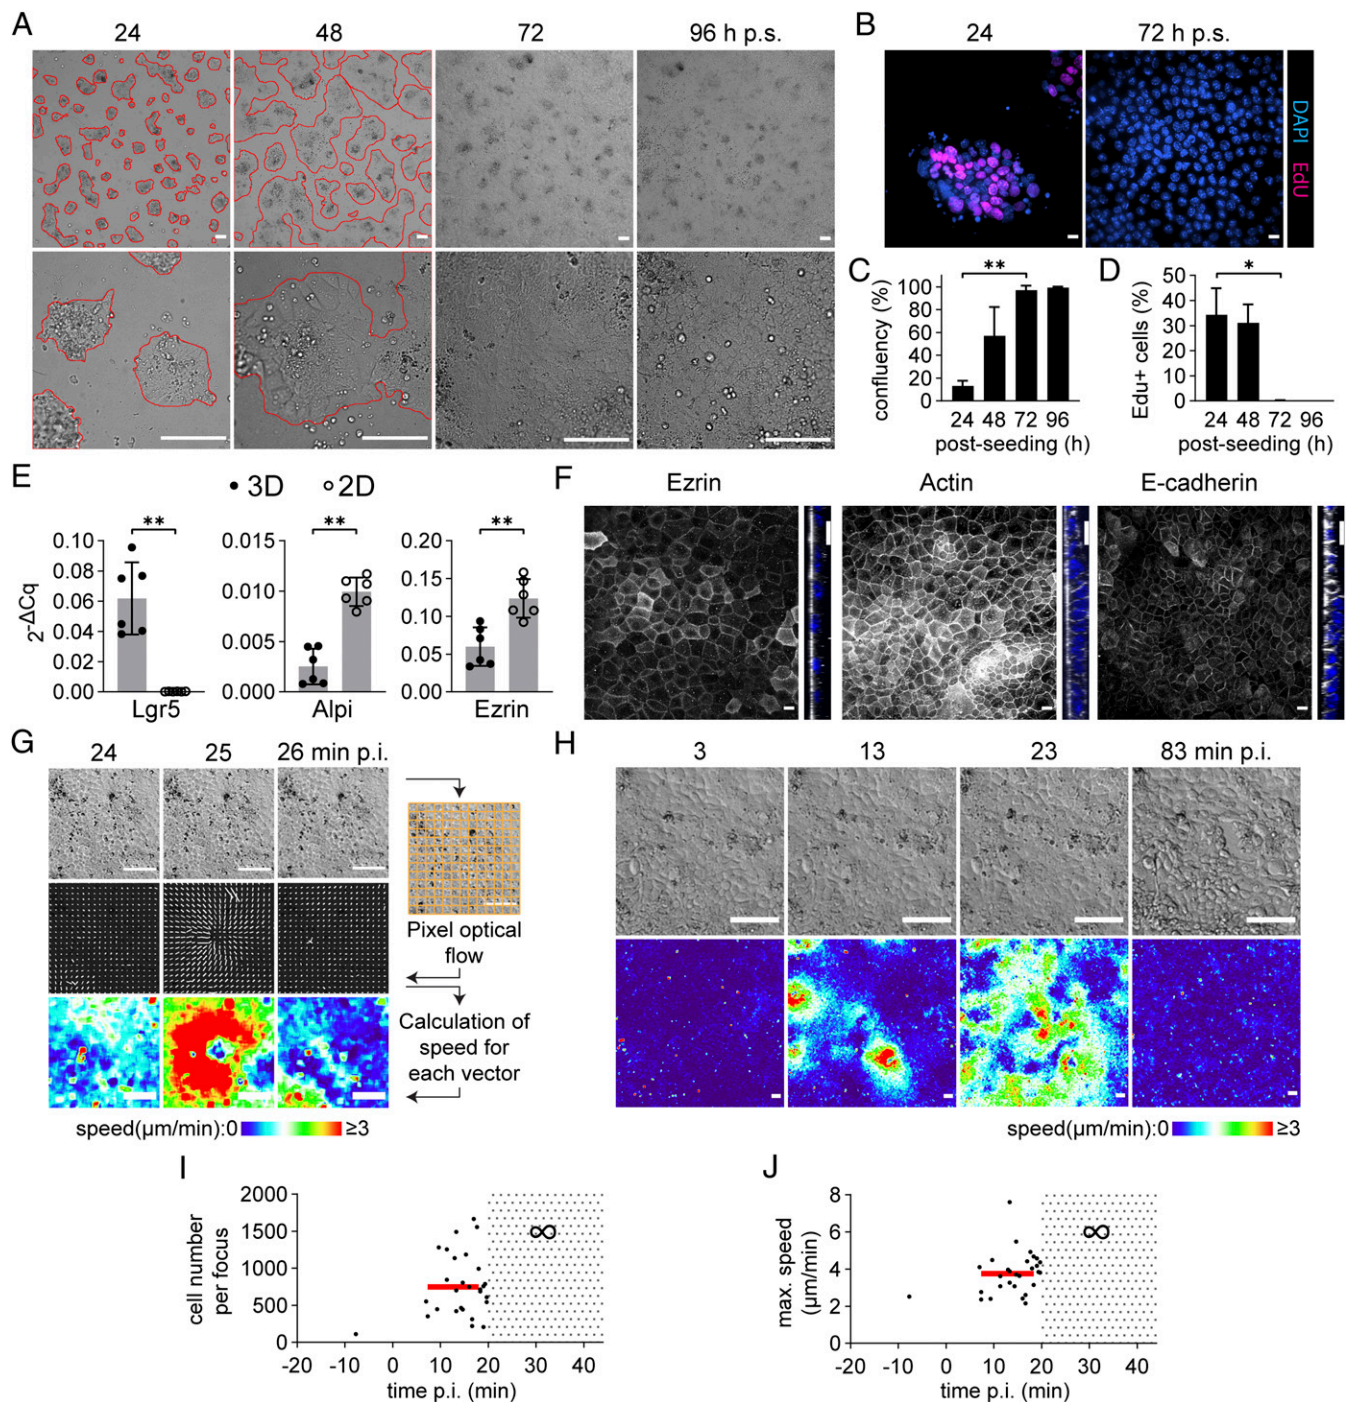 A
24 48 72 96 h p.s.
B
24 72 h p.s.
DAPI EdU
C
confluency (%)
100
80
60
40
20
0
**
24 48 72 96
post-seeding (h)
D
Edu+ cells (%)
50
40
30
20
10
0
*
24 48 72 96
post-seeding (h)
E
3D 2D
2-ΔCq
0.10
0.08
0.06
0.04
0.02
0.00
**
Lgr5
0.015
0.010
0.005
0.000
**
Alpi
0.20
0.15
0.10
0.05
0.00
**
Ezrin
F
Ezrin Actin E-cadherin
G
24 25 26 min p.i.
Pixel optical
flow
Calculation of
speed for
each vector
speed(µm/min):0 ≥3
H
3 13 23 83 min p.i.
speed(µm/min):0 ≥3
I
cell number
per focus
2000
1500
1000
500
0
∞
-20 -10 0 10 20 30 40
time p.i. (min)
J
max. speed
(µm/min)
8
6
4
2
0
∞
-20 -10 0 10 20 30 40
time p.i. (min)